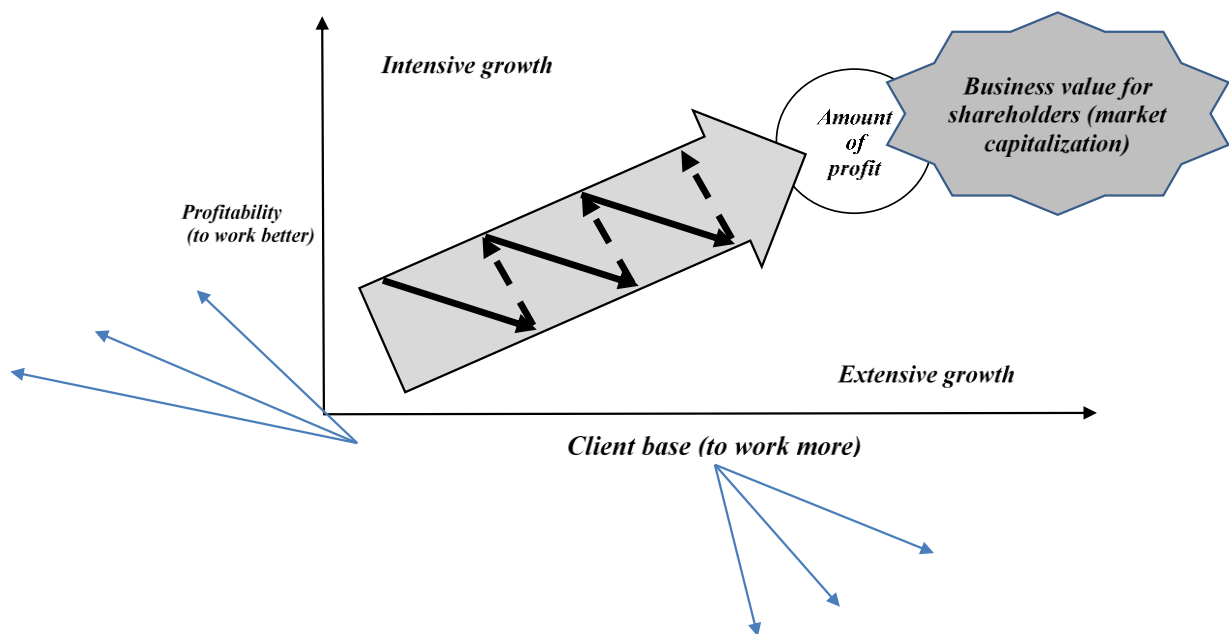 Intensive growth
Business value for
shareholders (market
capitalization)
Amount
of
profit
Profitability
(to work better)
Extensive growth
Client base (to work more)